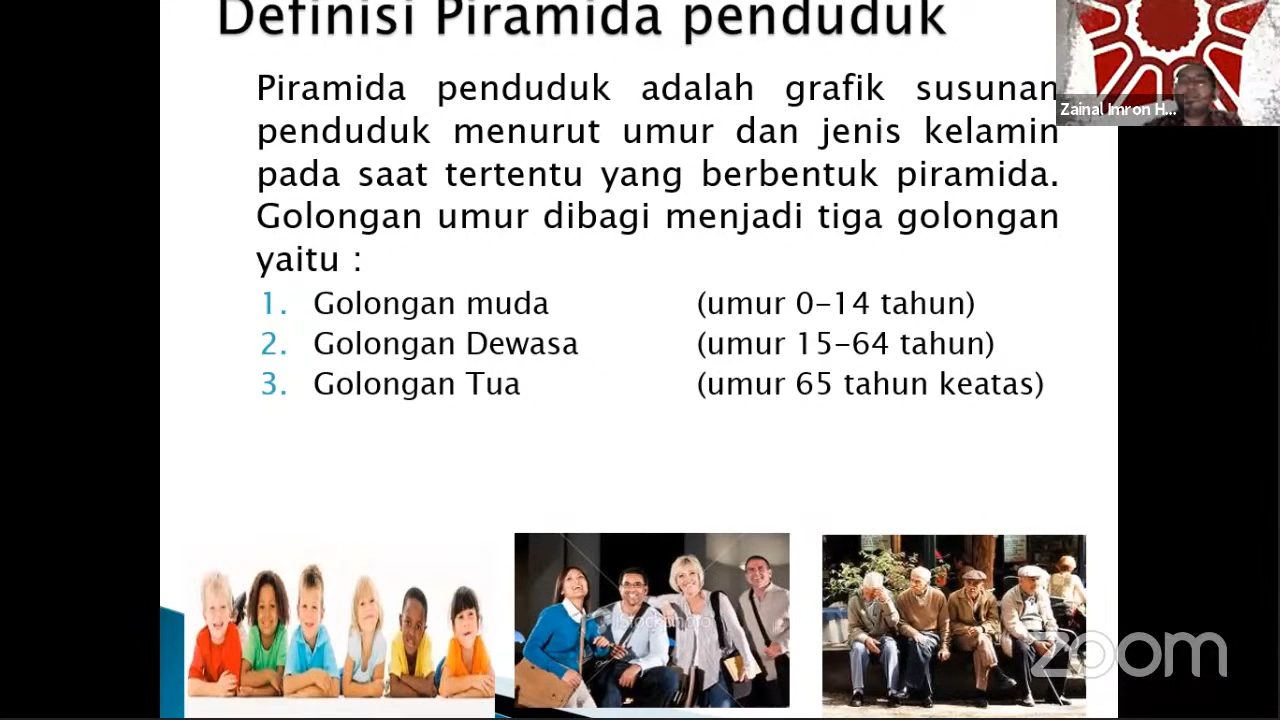 Definisi Piramida penduduk
Piramida penduduk adalah grafik susunan
penduduk menurut umur dan jenis kelamin
pada saat tertentu yang berbentuk piramida.
Golongan umur dibagi menjadi tiga golongan
yaitu :
1. Golongan muda (umur 0-14 tahun)
2. Golongan Dewasa (umur 15-64 tahun)
3. Golongan Tua (umur 65 tahun keatas)
Zainal Imron H...
zoom